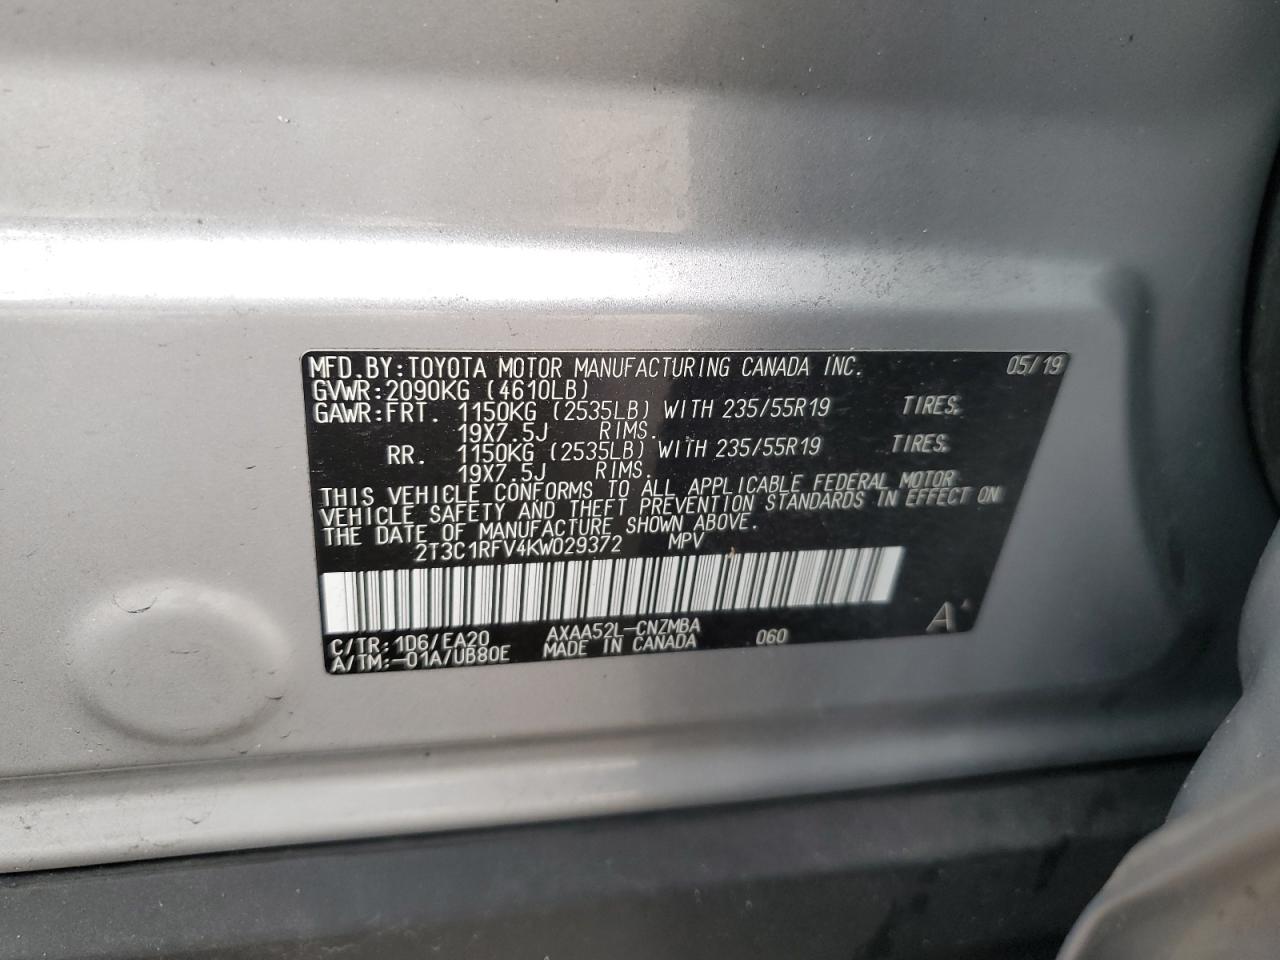 MFD.BY:TOYOTA MOTOR MANUFACTURING CANADA INC. 05/19
GVWR:2090KG (4610LB)
GAWR:FRT. 1150KG (2535LB) WITH 235/55R19 TIRES.
19X7.5J RIMS.
RR. 1150KG (2535LB) WITH 235/55R19 TIRES.
19X7.5J RIMS.
THIS VEHICLE CONFORMS TO ALL APPLICABLE FEDERAL MOTOR
VEHICLE SAFETY AND THEFT PREVENTION STANDARDS IN EFFECT ON
THE DATE OF MANUFACTURE SHOWN ABOVE.
2T3C1RFV4KW029372 MPV
C/TR:1D6/EA20 AXAA52L-CNZMBA 060 A
A/TM:-01A/UB80E MADE IN CANADA